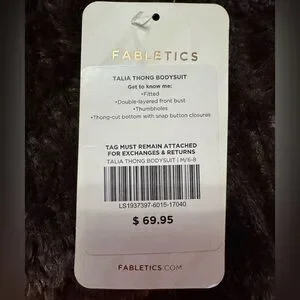 FABLETICS
TALIA THONG BODYSUIT
Get to know me:
•Fitted
•Double-layered front bust
•Thumbholes
•Thong-cut bottom with snap button closures
TAG MUST REMAIN ATTACHED
FOR EXCHANGES & RETURNS
TALIA THONG BODYSUIT | M/6-8
LS1937397-6015-17040
$ 69.95
FABLETICS.COM